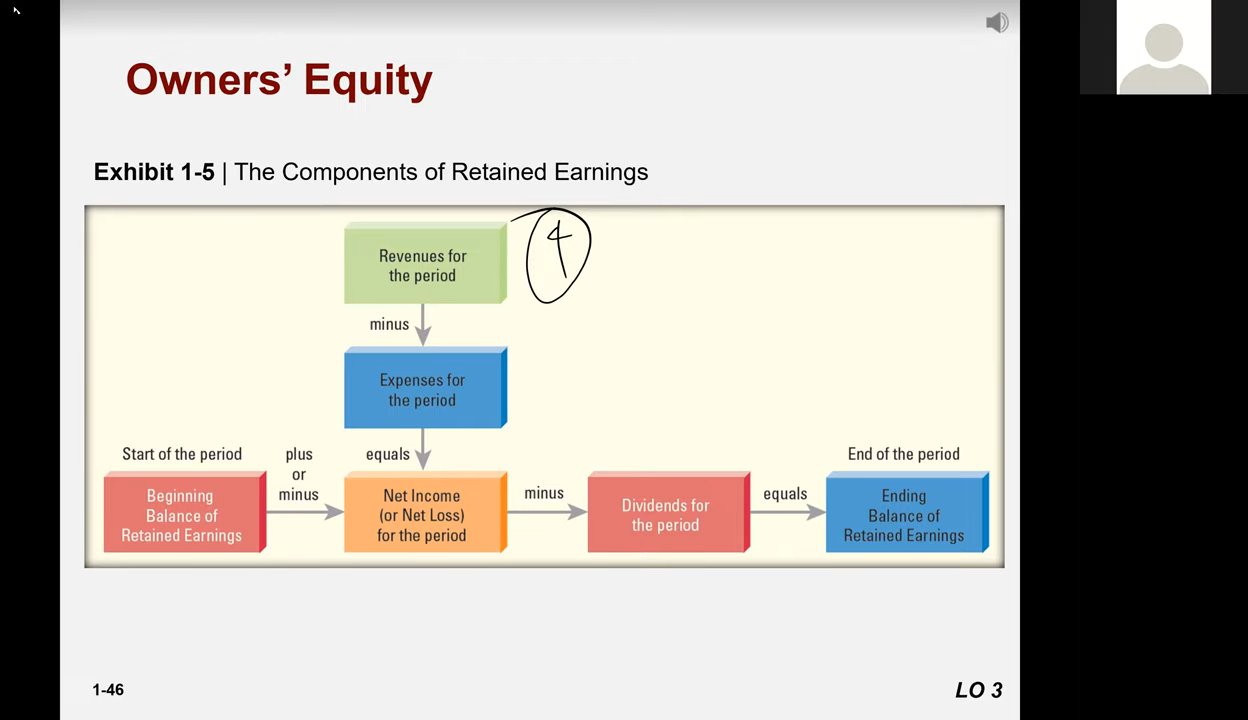 Owners’ Equity
Exhibit 1-5 | The Components of Retained Earnings
4
Revenues for
the period
minus
Expenses for
the period
equals
Start of the period
Beginning
Balance of
Retained Earnings
plus
or
minus
Net Income
(or Net Loss)
for the period
minus
Dividends for
the period
equals
End of the period
Ending
Balance of
Retained Earnings
1-46
LO 3